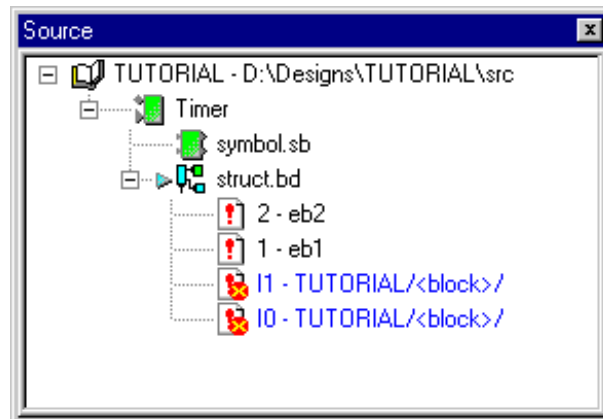 Source
TUTORIAL - D:\Designs\TUTORIAL\src
Timer
symbol.sb
struct.bd
2 - eb2
1 - eb1
I1 - TUTORIAL/<block>/
I0 - TUTORIAL/<block>/